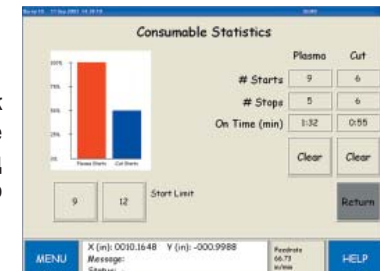 Consumable Statistics
Plasma Cut
# Starts 9 6
# Stops 5 6
On Time (min) 1:32 0:55
Clear Clear
100%
75%
50%
25%
0%
Plasma Starts Cut Starts
9 12 Start Limit
Return
MENU
X (in): 0010.1648 Y (in): -000.9988
Message:
Status:
Feedrate
66.73
in/min
HELP